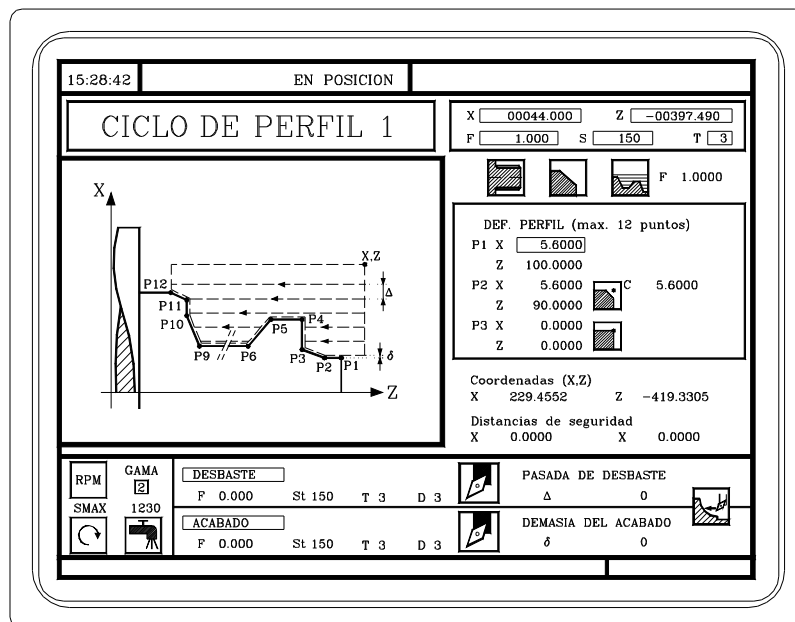 15:28:42 EN POSICION
CICLO DE PERFIL 1
X 00044.000 Z -00397.490
F 1.000 S 150 T 3
F 1.0000
X
X,Z
P12
Δ
P11
P10
P5 P4
P9 P6 P3 P2 P1 δ
Z
DEF. PERFIL (max. 12 puntos)
P1 X 5.6000
Z 100.0000
P2 X 5.6000 C 5.6000
Z 90.0000
P3 X 0.0000
Z 0.0000
Coordenadas (X,Z)
X 229.4552 Z -419.3305
Distancias de seguridad
X 0.0000 X 0.0000
RPM GAMA
2
SMAX 1230
DESBASTE
F 0.000 St 150 T 3 D 3
PASADA DE DESBASTE
Δ 0
ACABADO
F 0.000 St 150 T 3 D 3
DEMASIA DEL ACABADO
δ 0